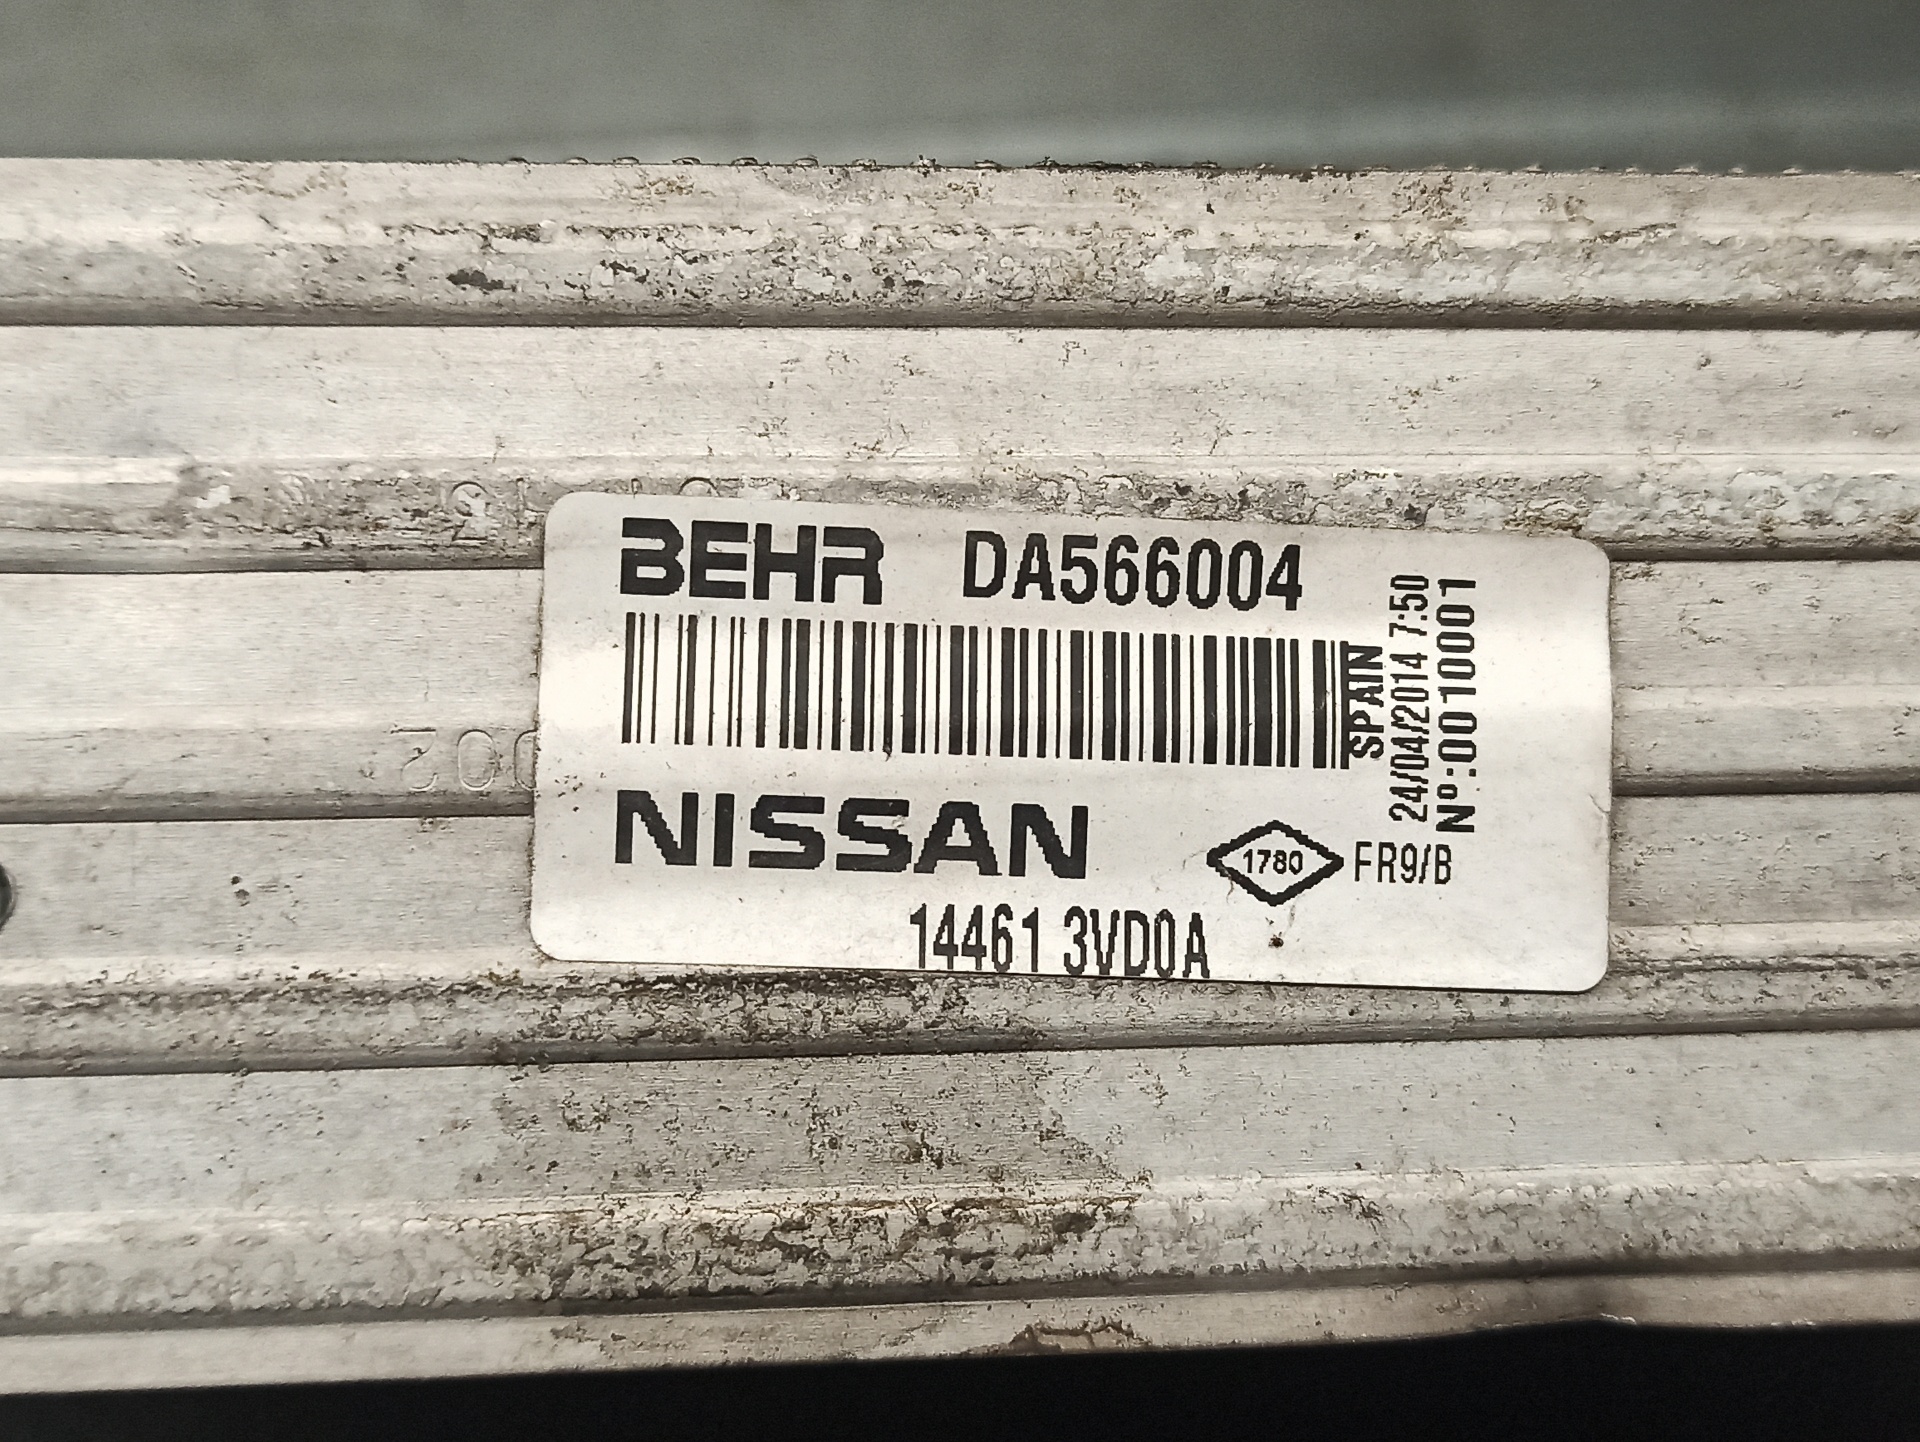 BEHR DA566004
SPAIN
24/04/2014 7:50
Nº:0010001
NISSAN
1780 FR9/B
14461 3VD0A